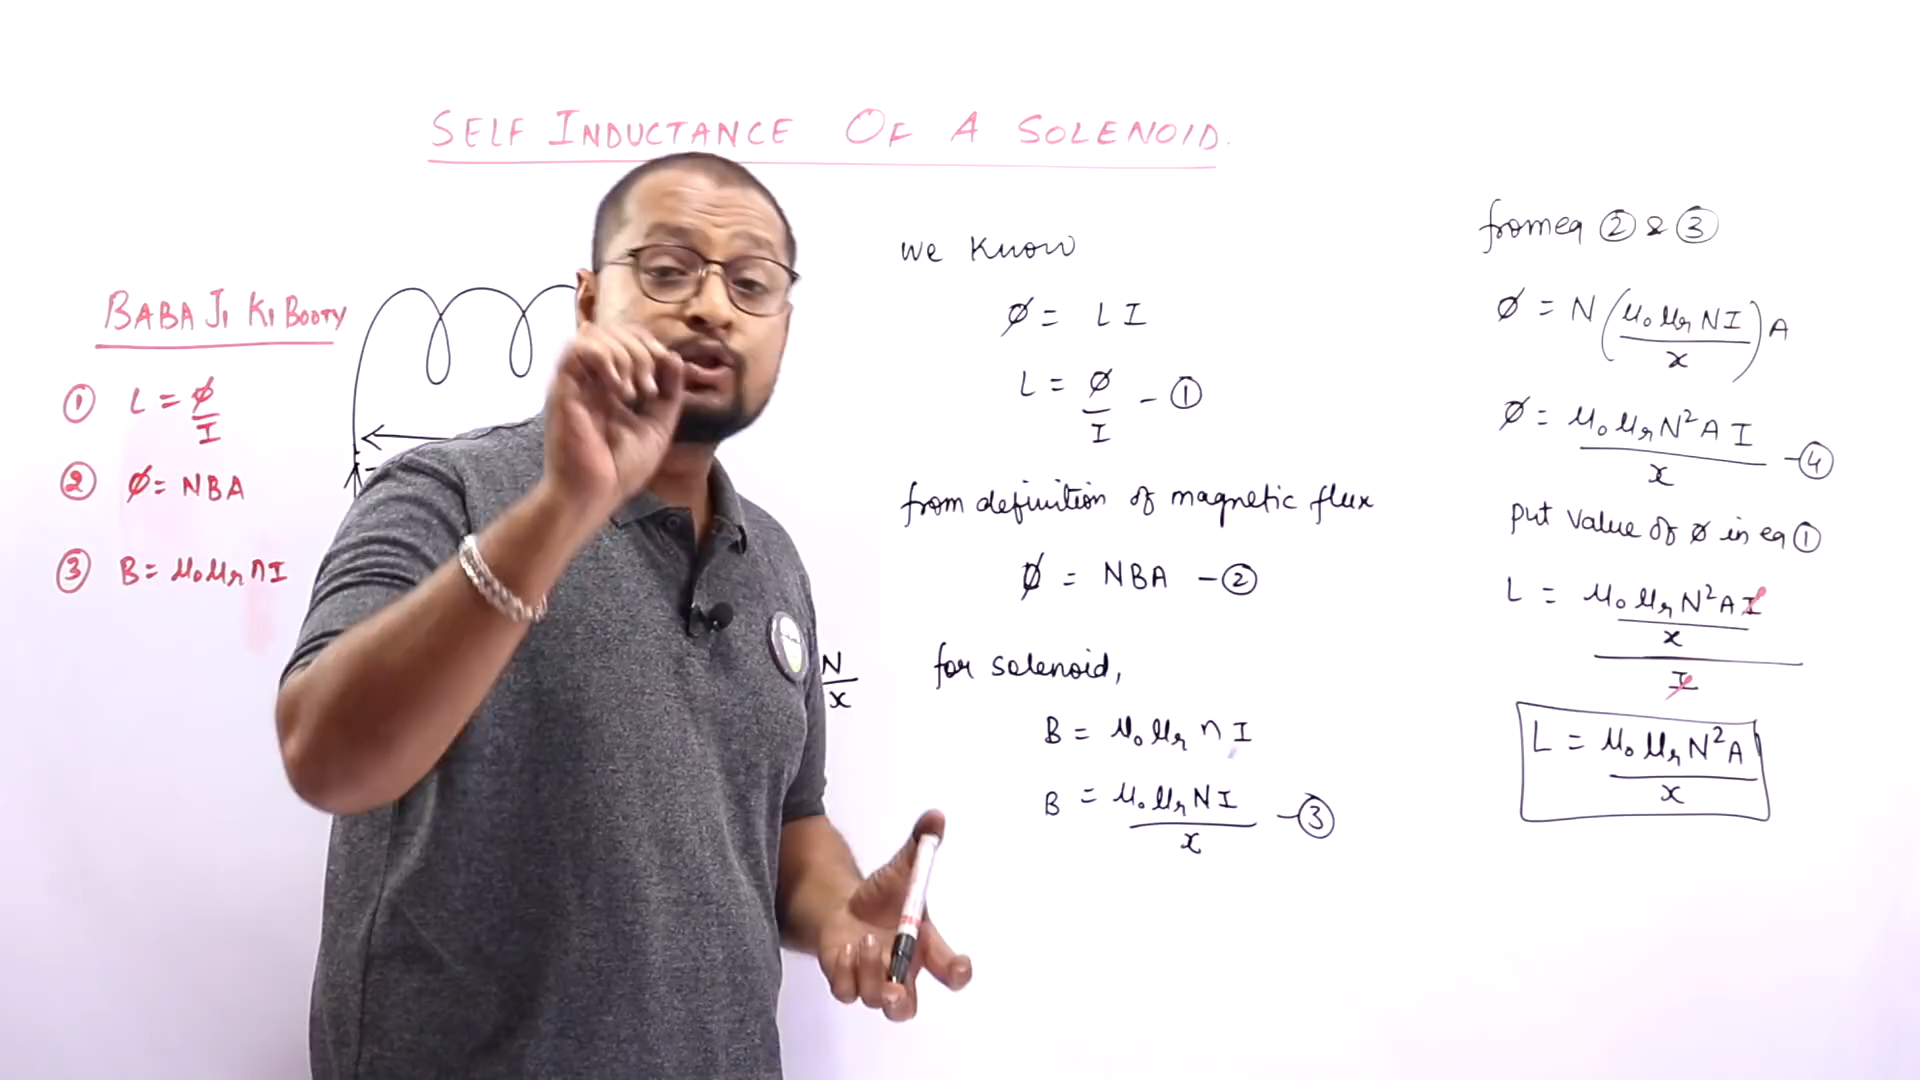 SELF INDUCTANCE OF A SOLENOID.
BABA JI KI BOOTY
① L = ϕ/I
② ϕ = NBA
③ B = μ₀μᵣnI
N/x
we know
ϕ = LI
L = ϕ/I - ①
from definition of magnetic flux
ϕ = NBA - ②
for solenoid,
B = μ₀μᵣnI
B = μ₀μᵣNI/x - ③
from eq ② & ③
ϕ = N(μ₀μᵣNI/x)A
ϕ = μ₀μᵣN²AI/x - ④
put value of ϕ in eq ①
L = μ₀μᵣN²AI/x/I
L = μ₀μᵣN²A/x